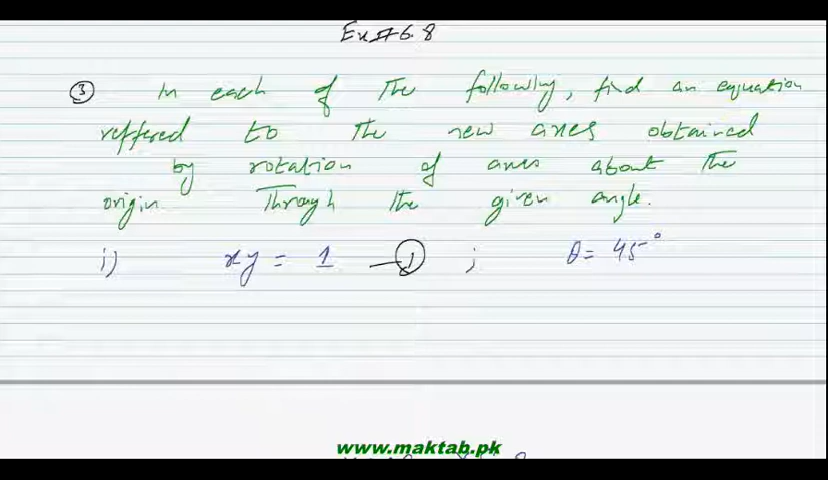 Ex # 6.8
③ In each of the following, find an equation
reffered to the new axes obtained
by rotation of axes about the
origin Through the given angle.
i) xy = 1 —① ; θ = 45°
www.maktab.pk